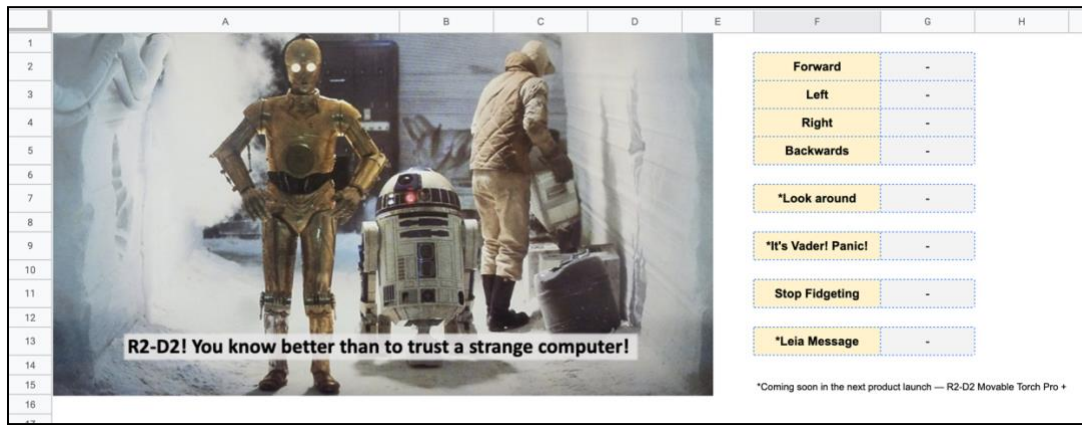 A B C D E F G H
1
2 Forward -
3 Left -
4 Right -
5 Backwards -
6
7 *Look around -
8
9 *It's Vader! Panic! -
10
11 Stop Fidgeting -
12
13 R2-D2! You know better than to trust a strange computer! *Leia Message -
14
15 *Coming soon in the next product launch — R2-D2 Movable Torch Pro +
16
17